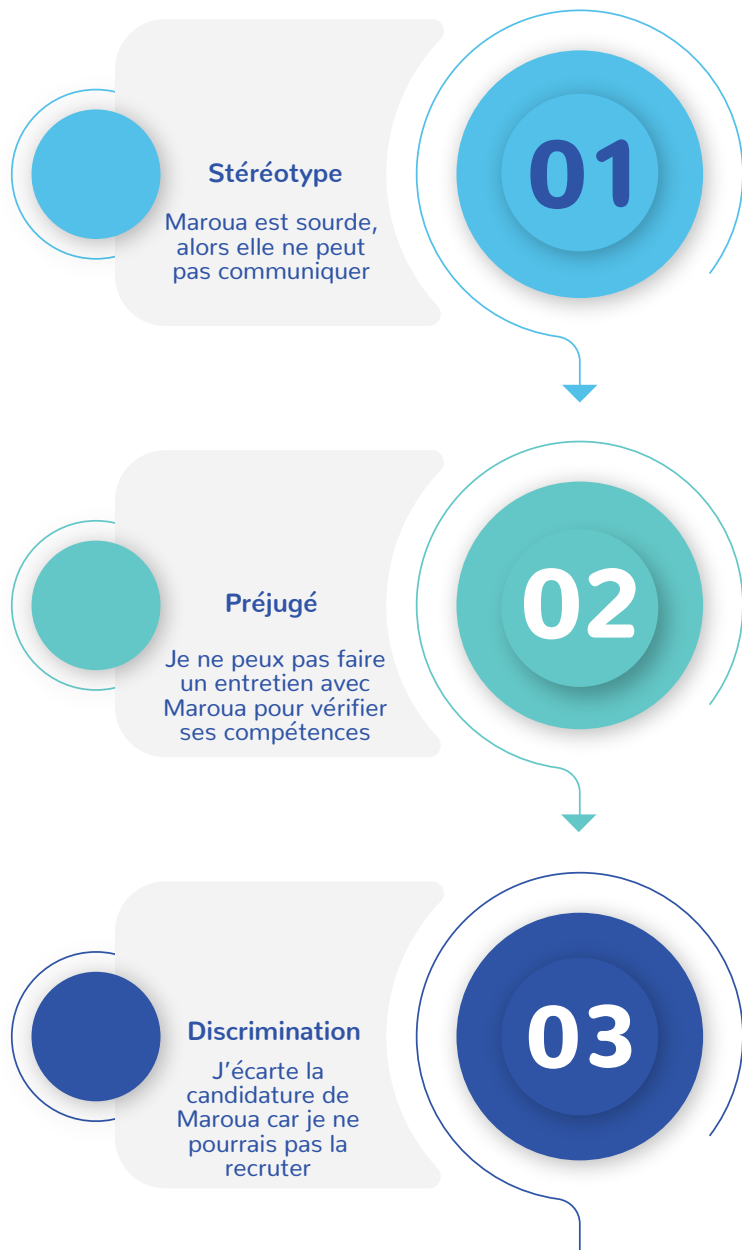 Stéréotype
01
Maroua est sourde,
alors elle ne peut
pas communiquer
Préjugé
02
Je ne peux pas faire
un entretien avec
Maroua pour vérifier
ses compétences
Discrimination
03
J'écarte la
candidature de
Maroua car je ne
pourrais pas la
recruter